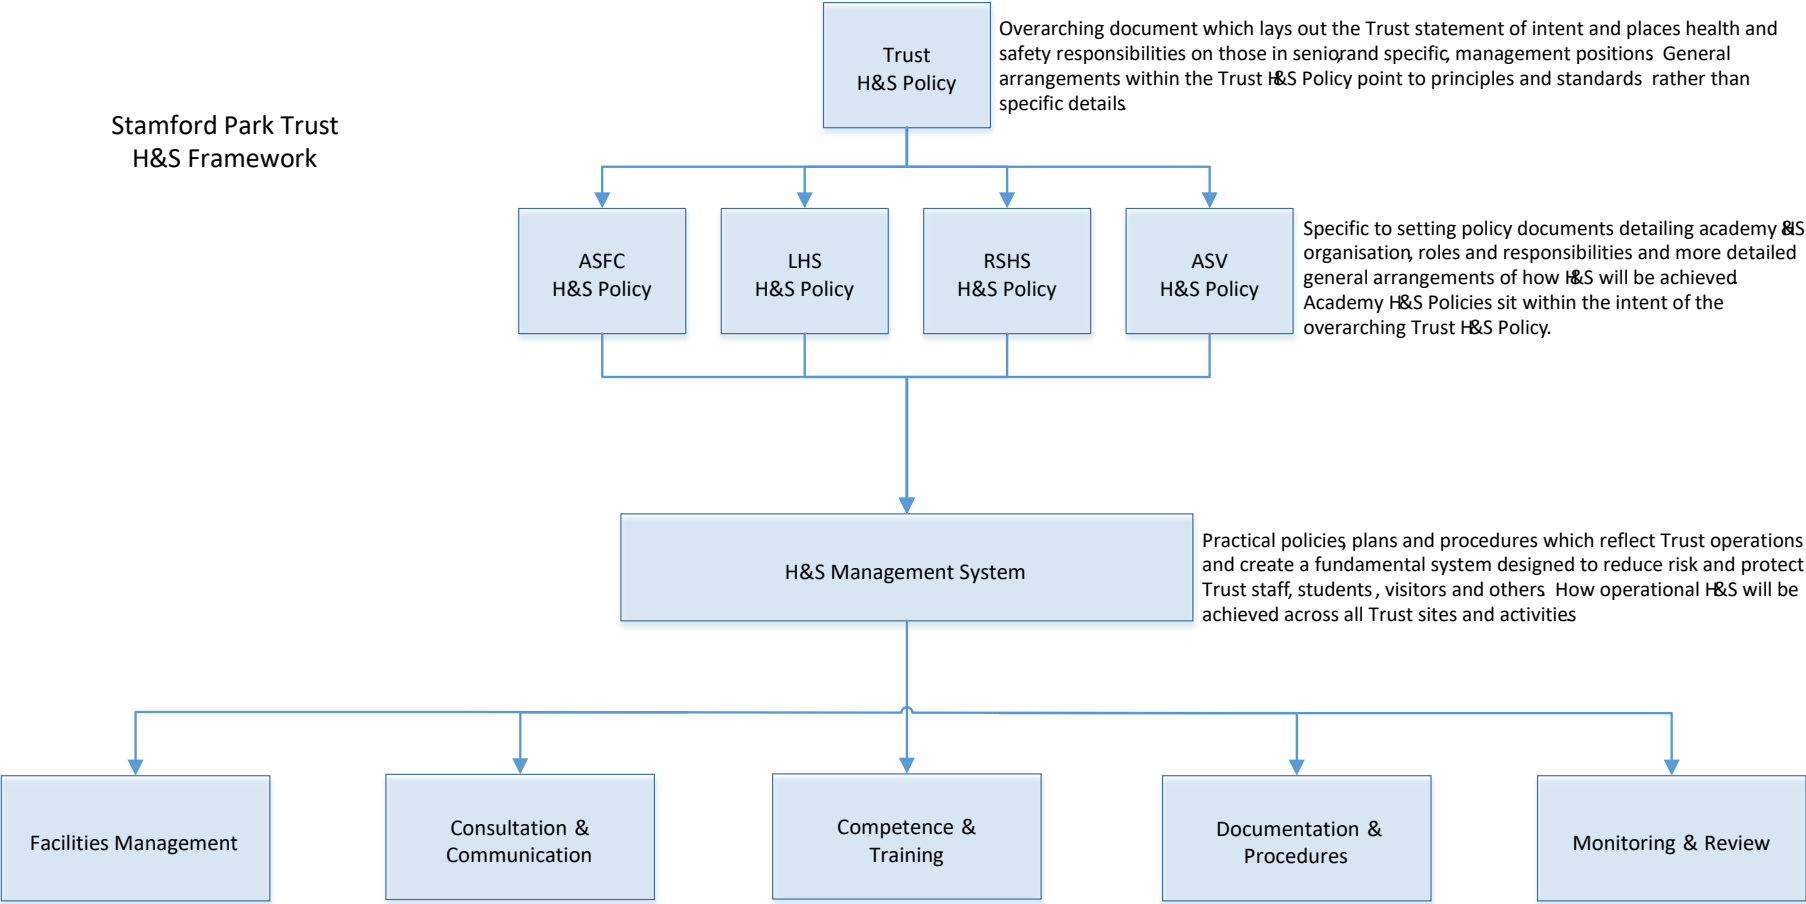 Trust
H&S Policy
Overarching document which lays out the Trust statement of intent and places health and
safety responsibilities on those in senior, and specific, management positions. General
arrangements within the Trust H&S Policy point to principles and standards rather than
specific details.
Stamford Park Trust
H&S Framework
ASFC
H&S Policy
LHS
H&S Policy
RSHS
H&S Policy
ASV
H&S Policy
Specific to setting policy documents detailing academy H&S
organisation, roles and responsibilities and more detailed
general arrangements of how H&S will be achieved.
Academy H&S Policies sit within the intent of the
overarching Trust H&S Policy.
H&S Management System
Practical policies, plans and procedures which reflect Trust operations
and create a fundamental system designed to reduce risk and protect
Trust staff, students, visitors and others. How operational H&S will be
achieved across all Trust sites and activities.
Facilities Management
Consultation &
Communication
Competence &
Training
Documentation &
Procedures
Monitoring & Review